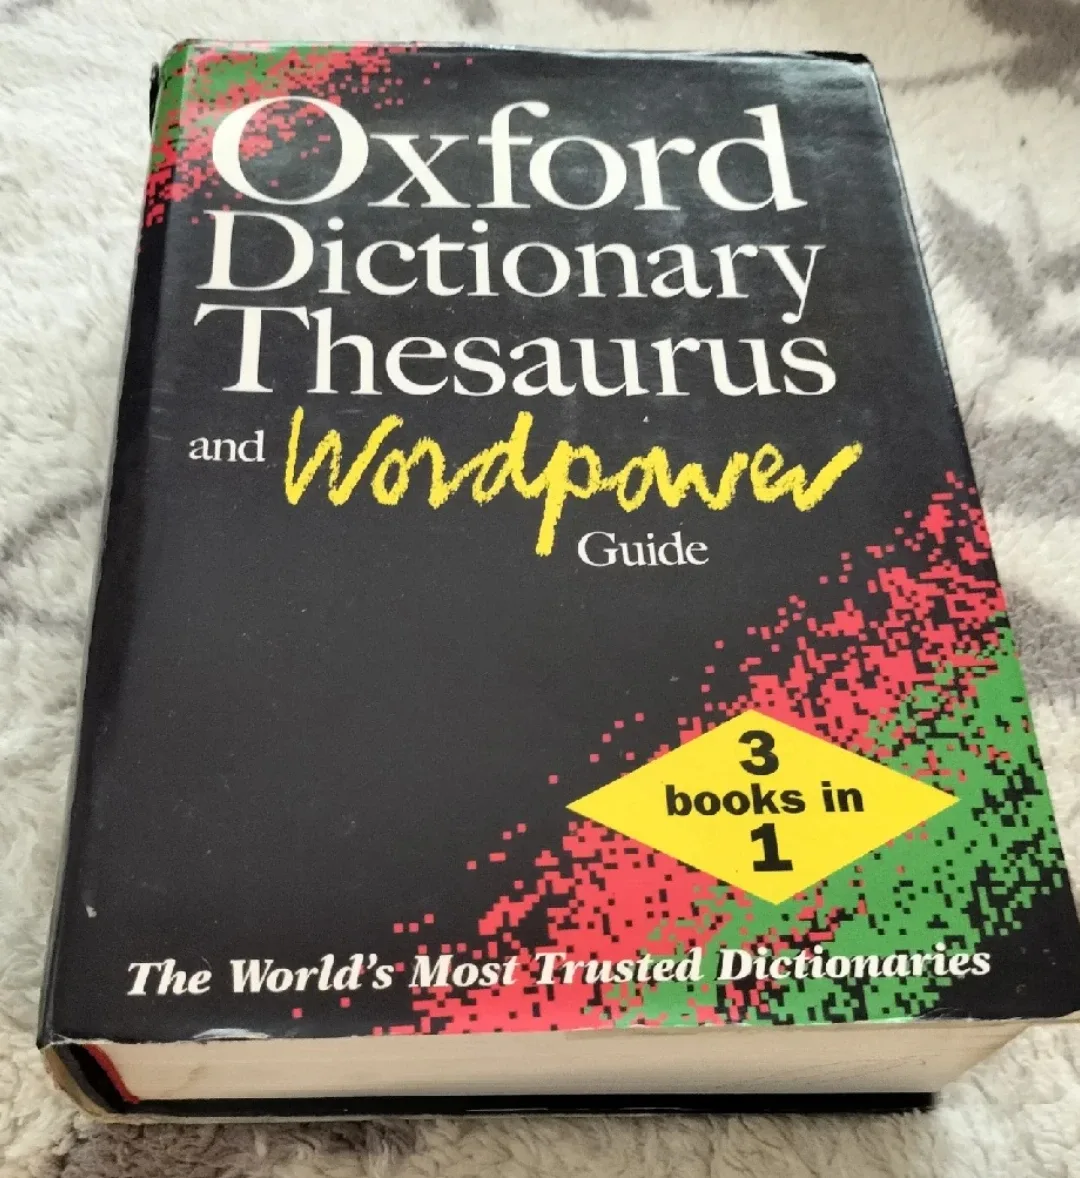 Oxford
Dictionary
Thesaurus
and Wordpower
Guide
3
books in
1
The World's Most Trusted Dictionaries